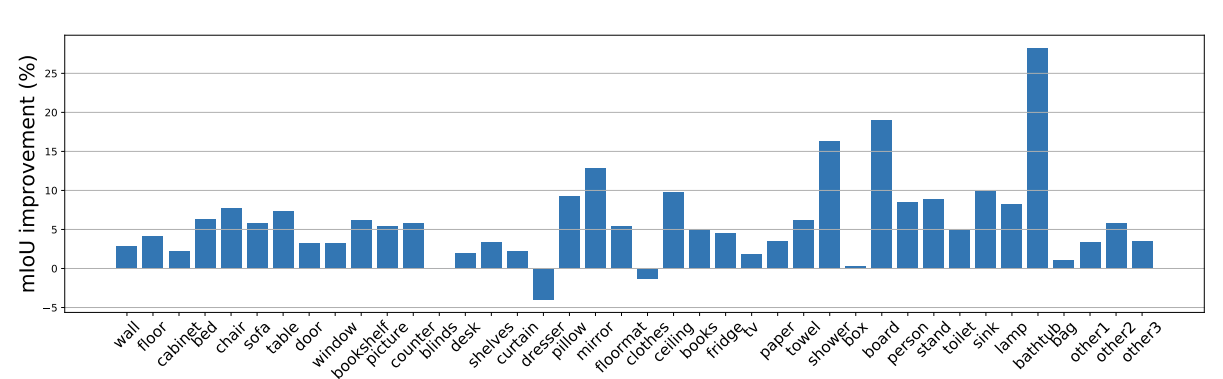 mIoU improvement (%)
25
20
15
10
5
0
−5
wall
floor
cabinet
bed
chair
sofa
table
door
window
bookshelf
picture
counter
blinds
desk
shelves
curtain
dresser
pillow
mirror
floormat
clothes
ceiling
books
fridge
tv
paper
towel
shower
box
board
person
stand
toilet
sink
lamp
bathtub
bag
other1
other2
other3